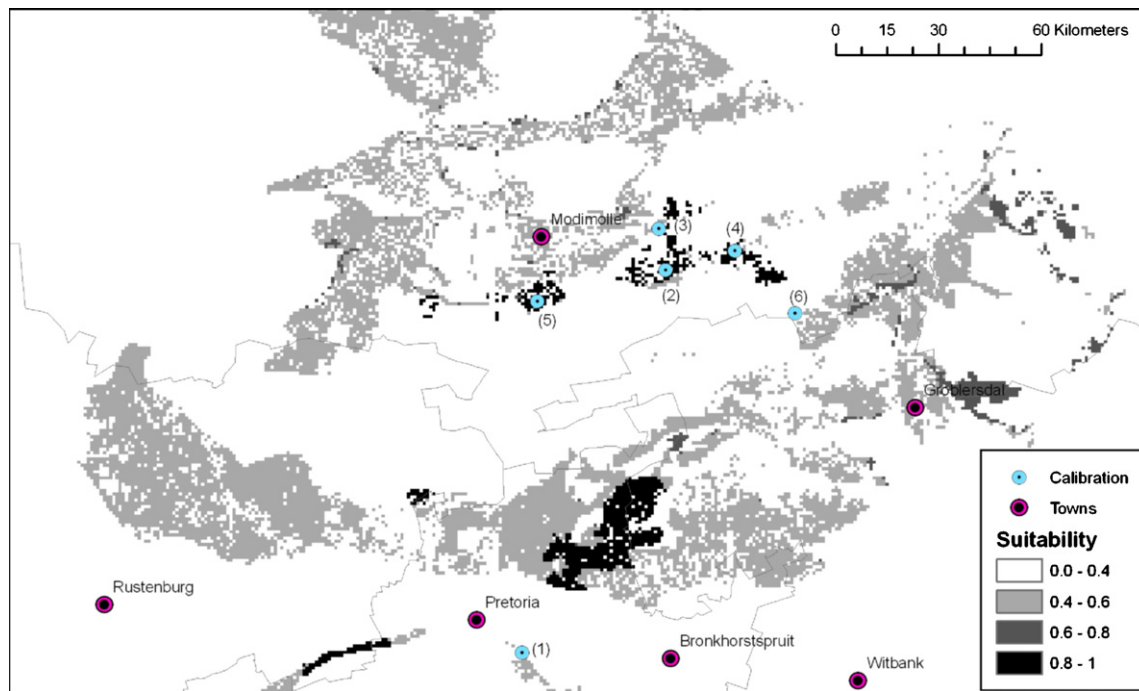 0 15 30 60 Kilometers
Modimolle
(3)
(4)
(2)
(5)
(6)
Groblersdal
Rustenburg
Pretoria
(1)
Bronkhorstspruit
Witbank
Calibration
Towns
Suitability
0.0 - 0.4
0.4 - 0.6
0.6 - 0.8
0.8 - 1